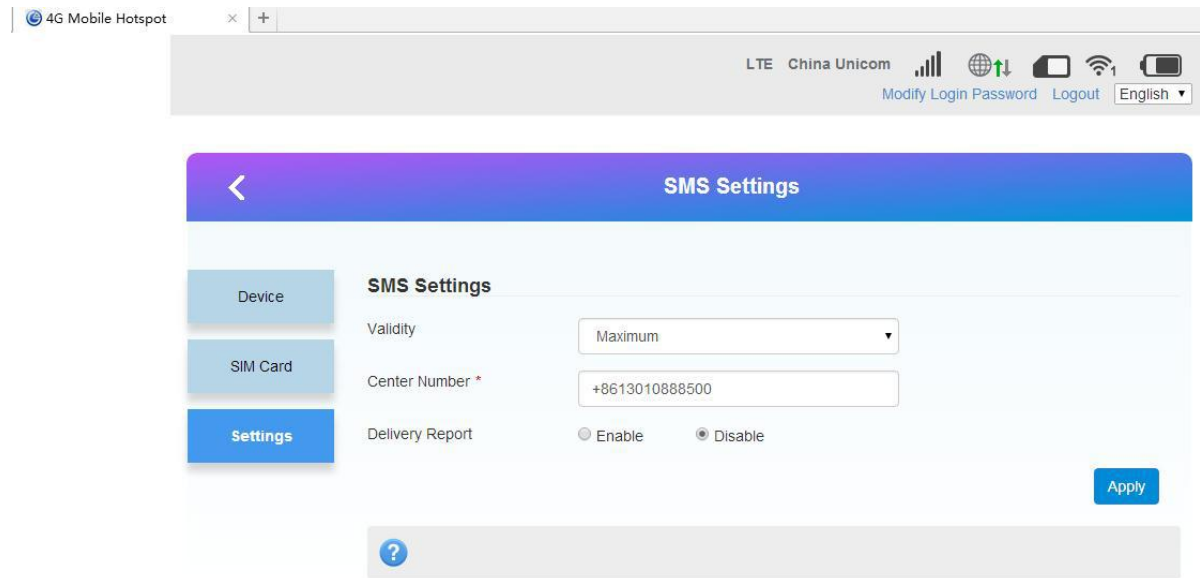 4G Mobile Hotspot × +
LTE China Unicom 1
Modify Login Password Logout English
SMS Settings
Device
SIM Card
Settings
SMS Settings
Validity Maximum
Center Number * +8613010888500
Delivery Report Enable Disable
Apply
?